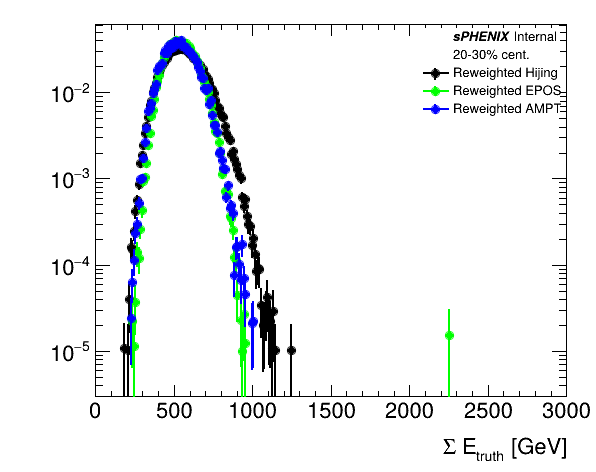 sPHENIX Internal
20-30% cent.
Reweighted Hijing
Reweighted EPOS
Reweighted AMPT
10−2
10−3
10−4
10−5
0 500 1000 1500 2000 2500 3000
Σ Etruth [GeV]